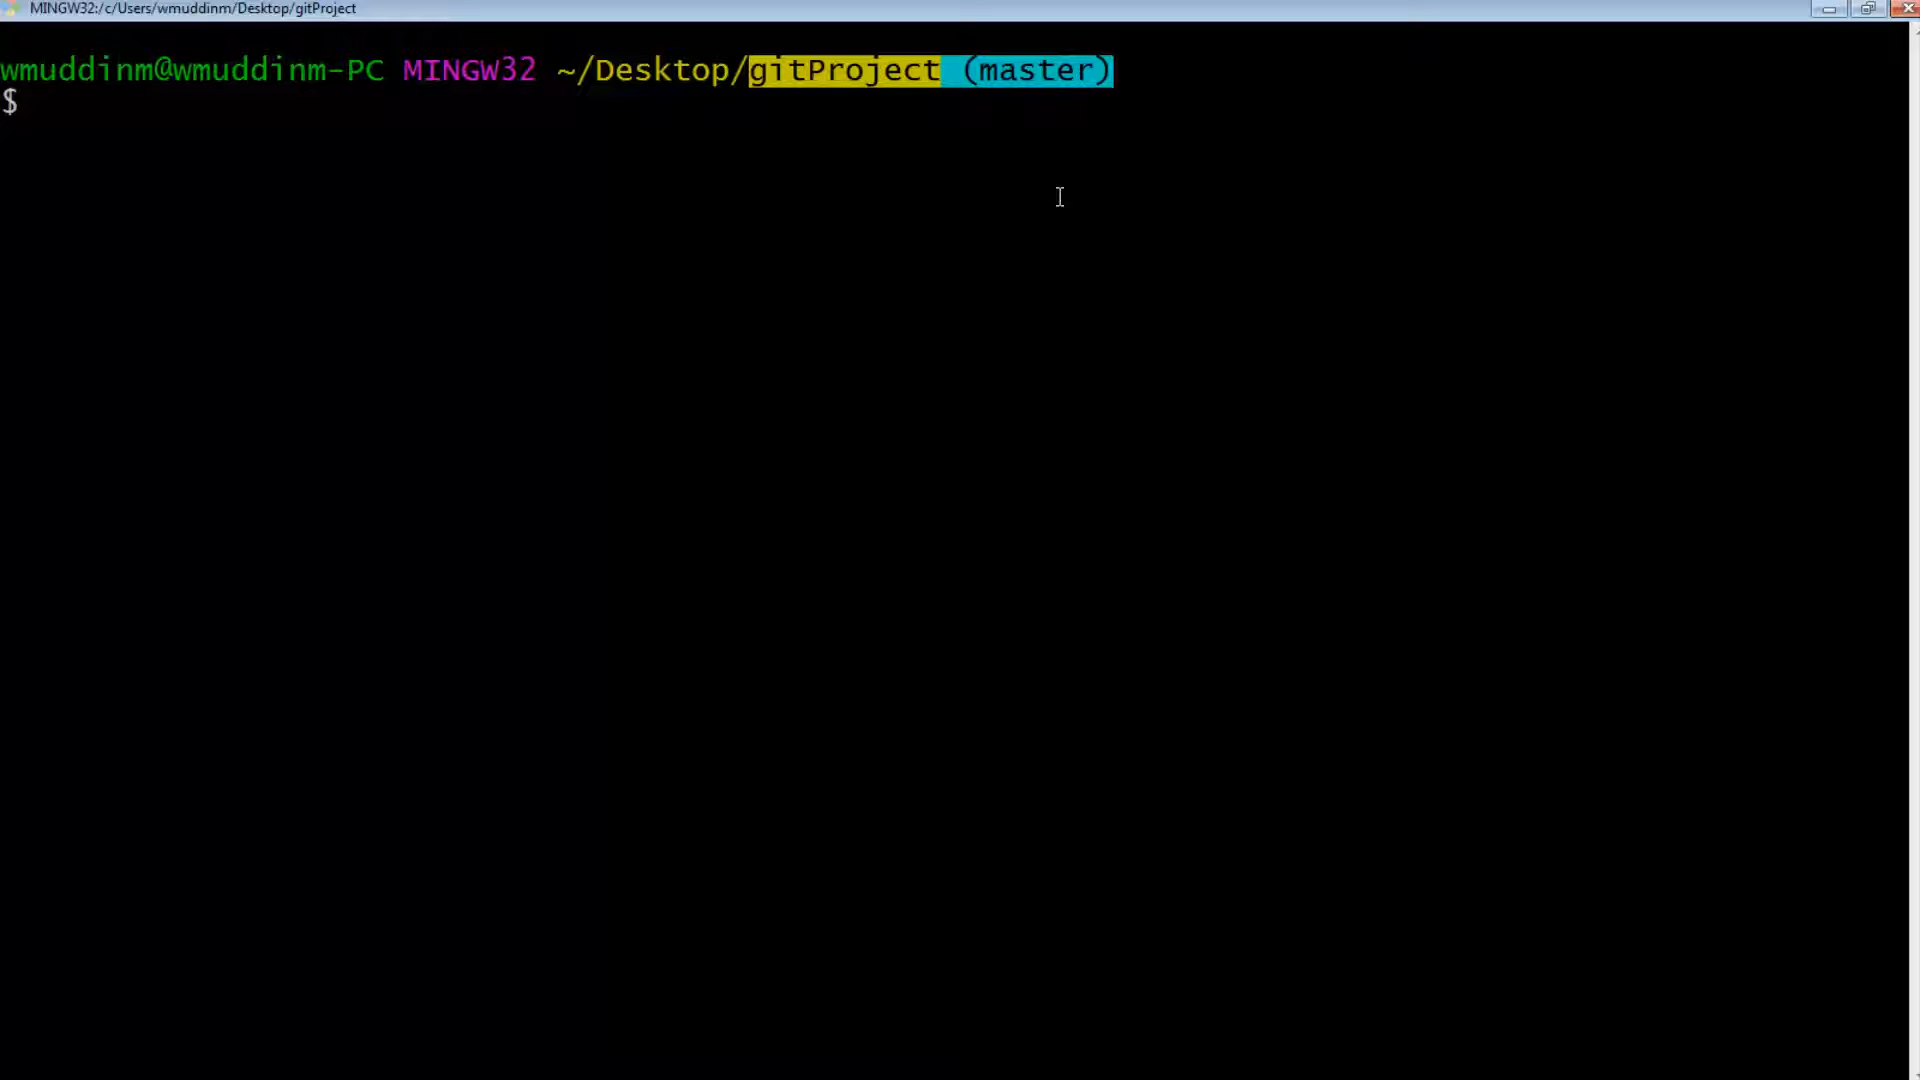 MINGW32:/c/Users/wmuddinm/Desktop/gitProject
wmuddinm@wmuddinm-PC MINGW32 ~/Desktop/gitProject (master)
$